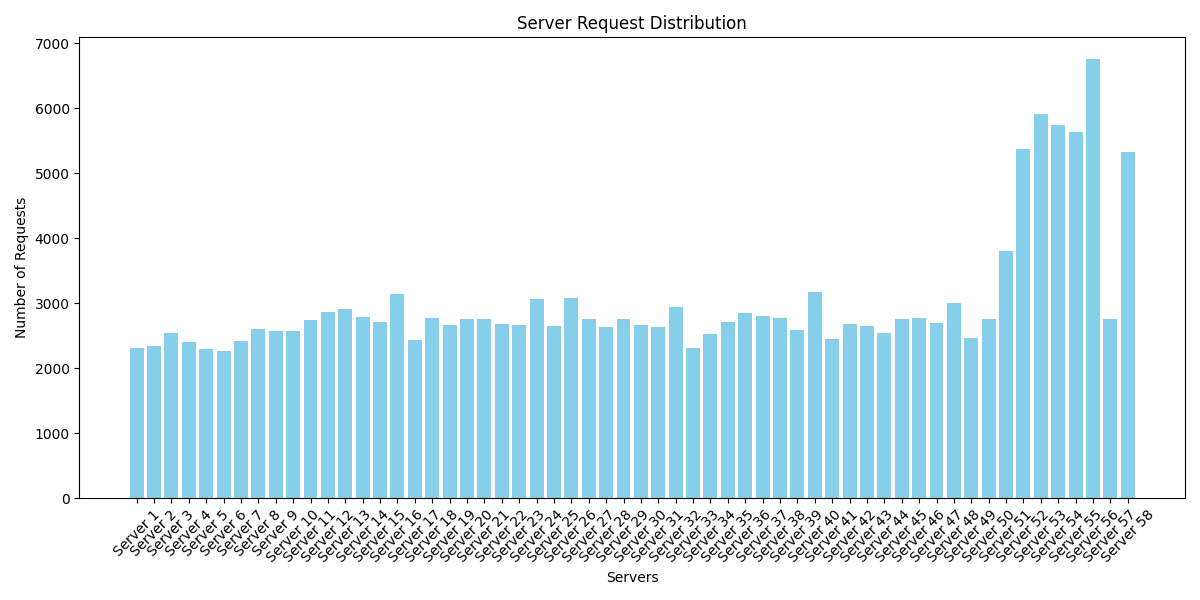 Server Request Distribution
Number of Requests
7000
6000
5000
4000
3000
2000
1000
0
Server 1
Server 2
Server 3
Server 4
Server 5
Server 6
Server 7
Server 8
Server 9
Server 10
Server 11
Server 12
Server 13
Server 14
Server 15
Server 16
Server 17
Server 18
Server 19
Server 20
Server 21
Server 22
Server 23
Server 24
Server 25
Server 26
Server 27
Server 28
Server 29
Server 30
Server 31
Server 32
Server 33
Server 34
Server 35
Server 36
Server 37
Server 38
Server 39
Server 40
Server 41
Server 42
Server 43
Server 44
Server 45
Server 46
Server 47
Server 48
Server 49
Server 50
Server 51
Server 52
Server 53
Server 54
Server 55
Server 56
Server 57
Server 58
Servers